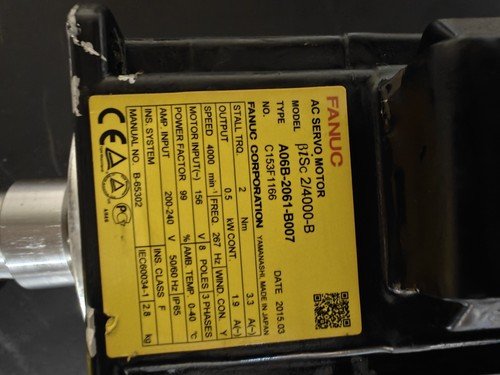 FANUC
AC SERVO MOTOR
MODEL βiSc 2/4000-B
TYPE A06B-2061-B007
NO. C153F1166 DATE 2015.03
FANUC CORPORATION YAMANASHI, MADE IN JAPAN
STALL TRQ. 2 Nm 3.3 A(~)
OUTPUT 0.5 kW CONT. 1.9 A(~)
SPEED 4000 min⁻¹ FREQ. 267 Hz WIND. CON. Y
MOTOR INPUT(~) 156 V 8 POLES 3 PHASES
POWER FACTOR 99 % AMB. TEMP. 0-40 ℃
AMP. INPUT 200-240 V 50/60 Hz IP65
INS. SYSTEM INS. CLASS F
MANUAL NO. B-65302 IEC60034-1 2.8 kg
CE